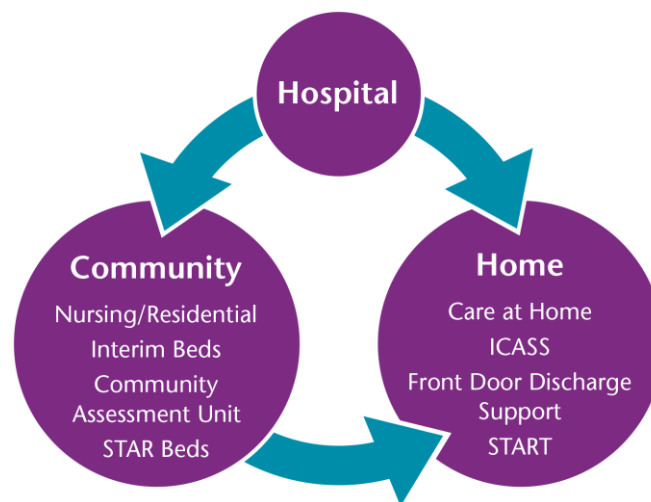 Hospital
Community
Nursing/Residential
Interim Beds
Community
Assessment Unit
STAR Beds
Home
Care at Home
ICASS
Front Door Discharge
Support
START